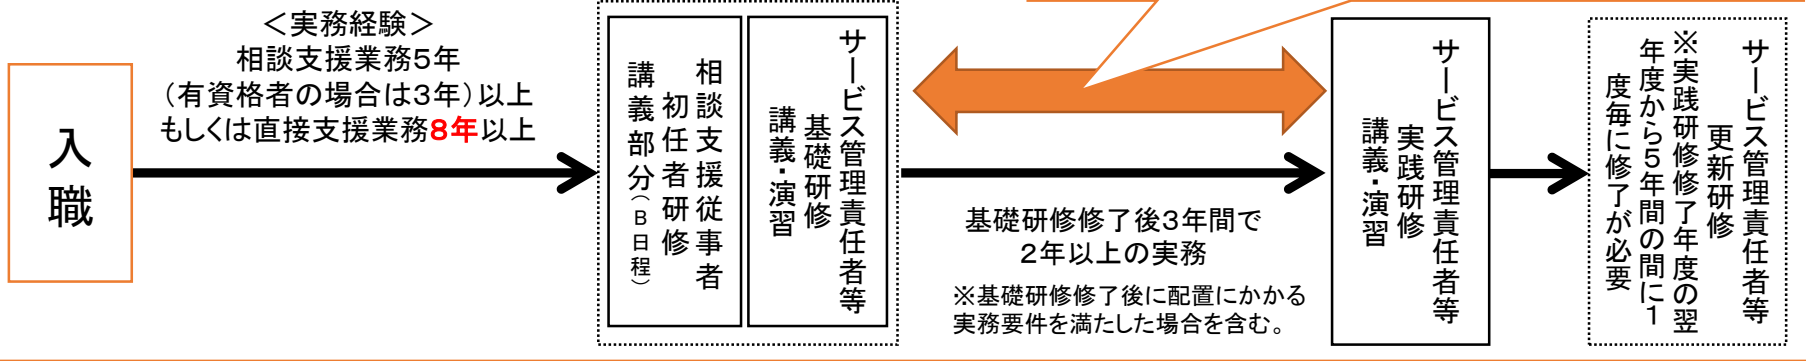 入職
＜実務経験＞
相談支援業務５年
（有資格者の場合は３年）以上
もしくは直接支援業務８年以上
相談支援従事者
初任者研修
講義部分（Ｂ日程）
サービス管理責任者等
基礎研修
講義・演習
基礎研修修了後３年間で
２年以上の実務
※基礎研修修了後に配置にかかる
実務要件を満たした場合を含む。
サービス管理責任者等
実践研修
講義・演習
サービス管理責任者等
更新研修
※実践研修修了年度の翌
年度から５年間の間に１
度毎に修了が必要